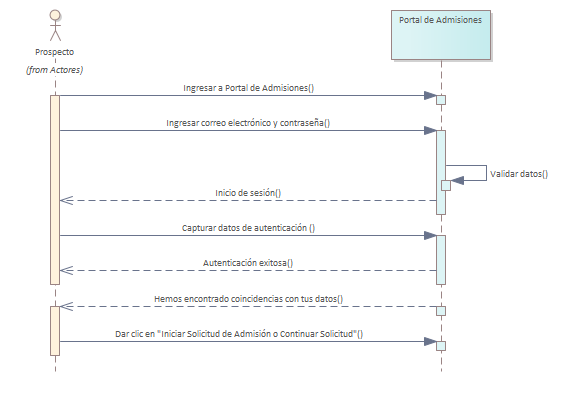 Portal de Admisiones
Prospecto
(from Actores)
Ingresar a Portal de Admisiones()
Ingresar correo electrónico y contraseña()
Validar datos()
Inicio de sesión()
Capturar datos de autenticación ()
Autenticación exitosa()
Hemos encontrado coincidencias con tus datos()
Dar clic en "Iniciar Solicitud de Admisión o Continuar Solicitud"()